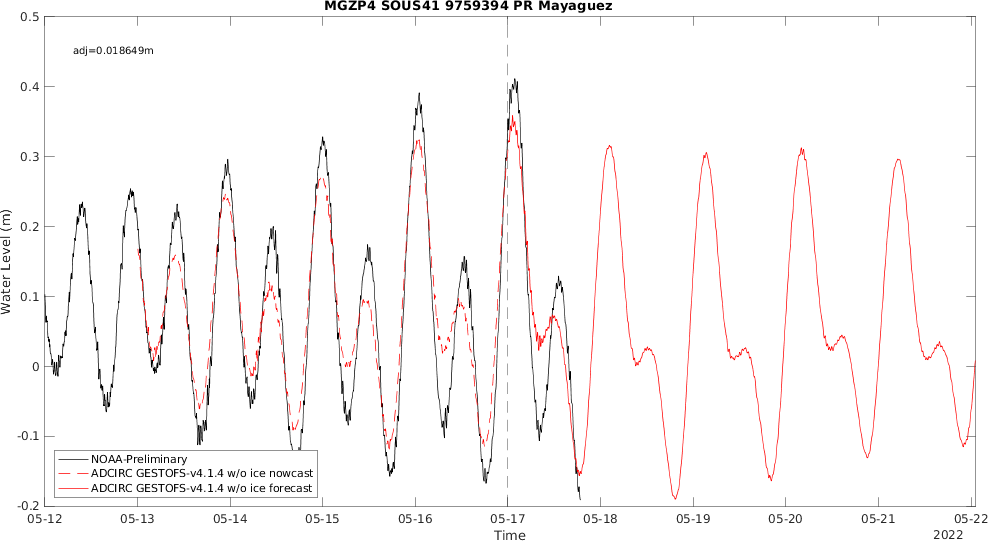 MGZP4 SOUS41 9759394 PR Mayaguez
adj=0.018649m
0.5
0.4
0.3
0.2
0.1
0
-0.1
-0.2
Water Level (m)
NOAA-Preliminary
ADCIRC GESTOFS-v4.1.4 w/o ice nowcast
ADCIRC GESTOFS-v4.1.4 w/o ice forecast
05-12 05-13 05-14 05-15 05-16 05-17 05-18 05-19 05-20 05-21 05-22
Time
2022